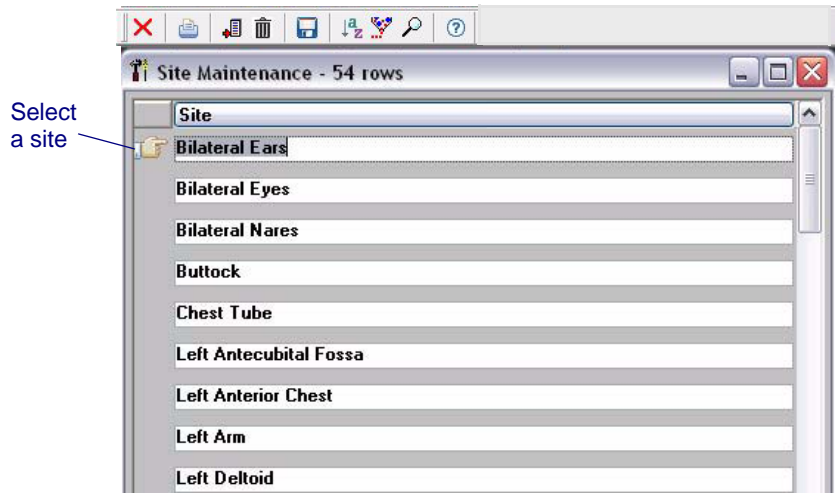 Site Maintenance - 54 rows
Select
a site
Site
Bilateral Ears
Bilateral Eyes
Bilateral Nares
Buttock
Chest Tube
Left Antecubital Fossa
Left Anterior Chest
Left Arm
Left Deltoid